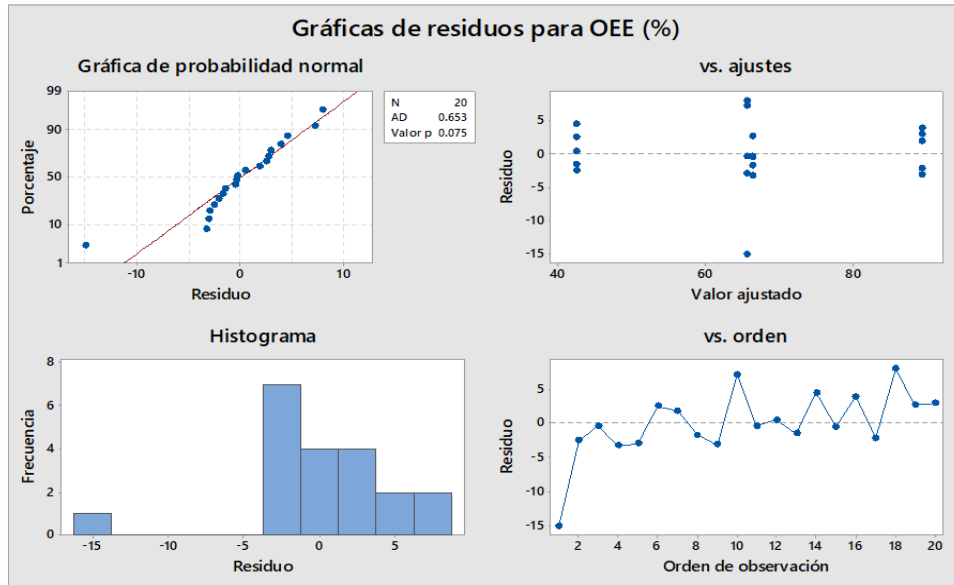 Gráficas de residuos para OEE (%)
Gráfica de probabilidad normal
99
90
50
10
1
Porcentaje
-10 0 10
Residuo
N 20
AD 0.653
Valor p 0.075
vs. ajustes
5
0
-5
-10
-15
Residuo
40 60 80
Valor ajustado
Histograma
8
6
4
2
0
Frecuencia
-15 -10 -5 0 5
Residuo
vs. orden
5
0
-5
-10
-15
Residuo
2 4 6 8 10 12 14 16 18 20
Orden de observación